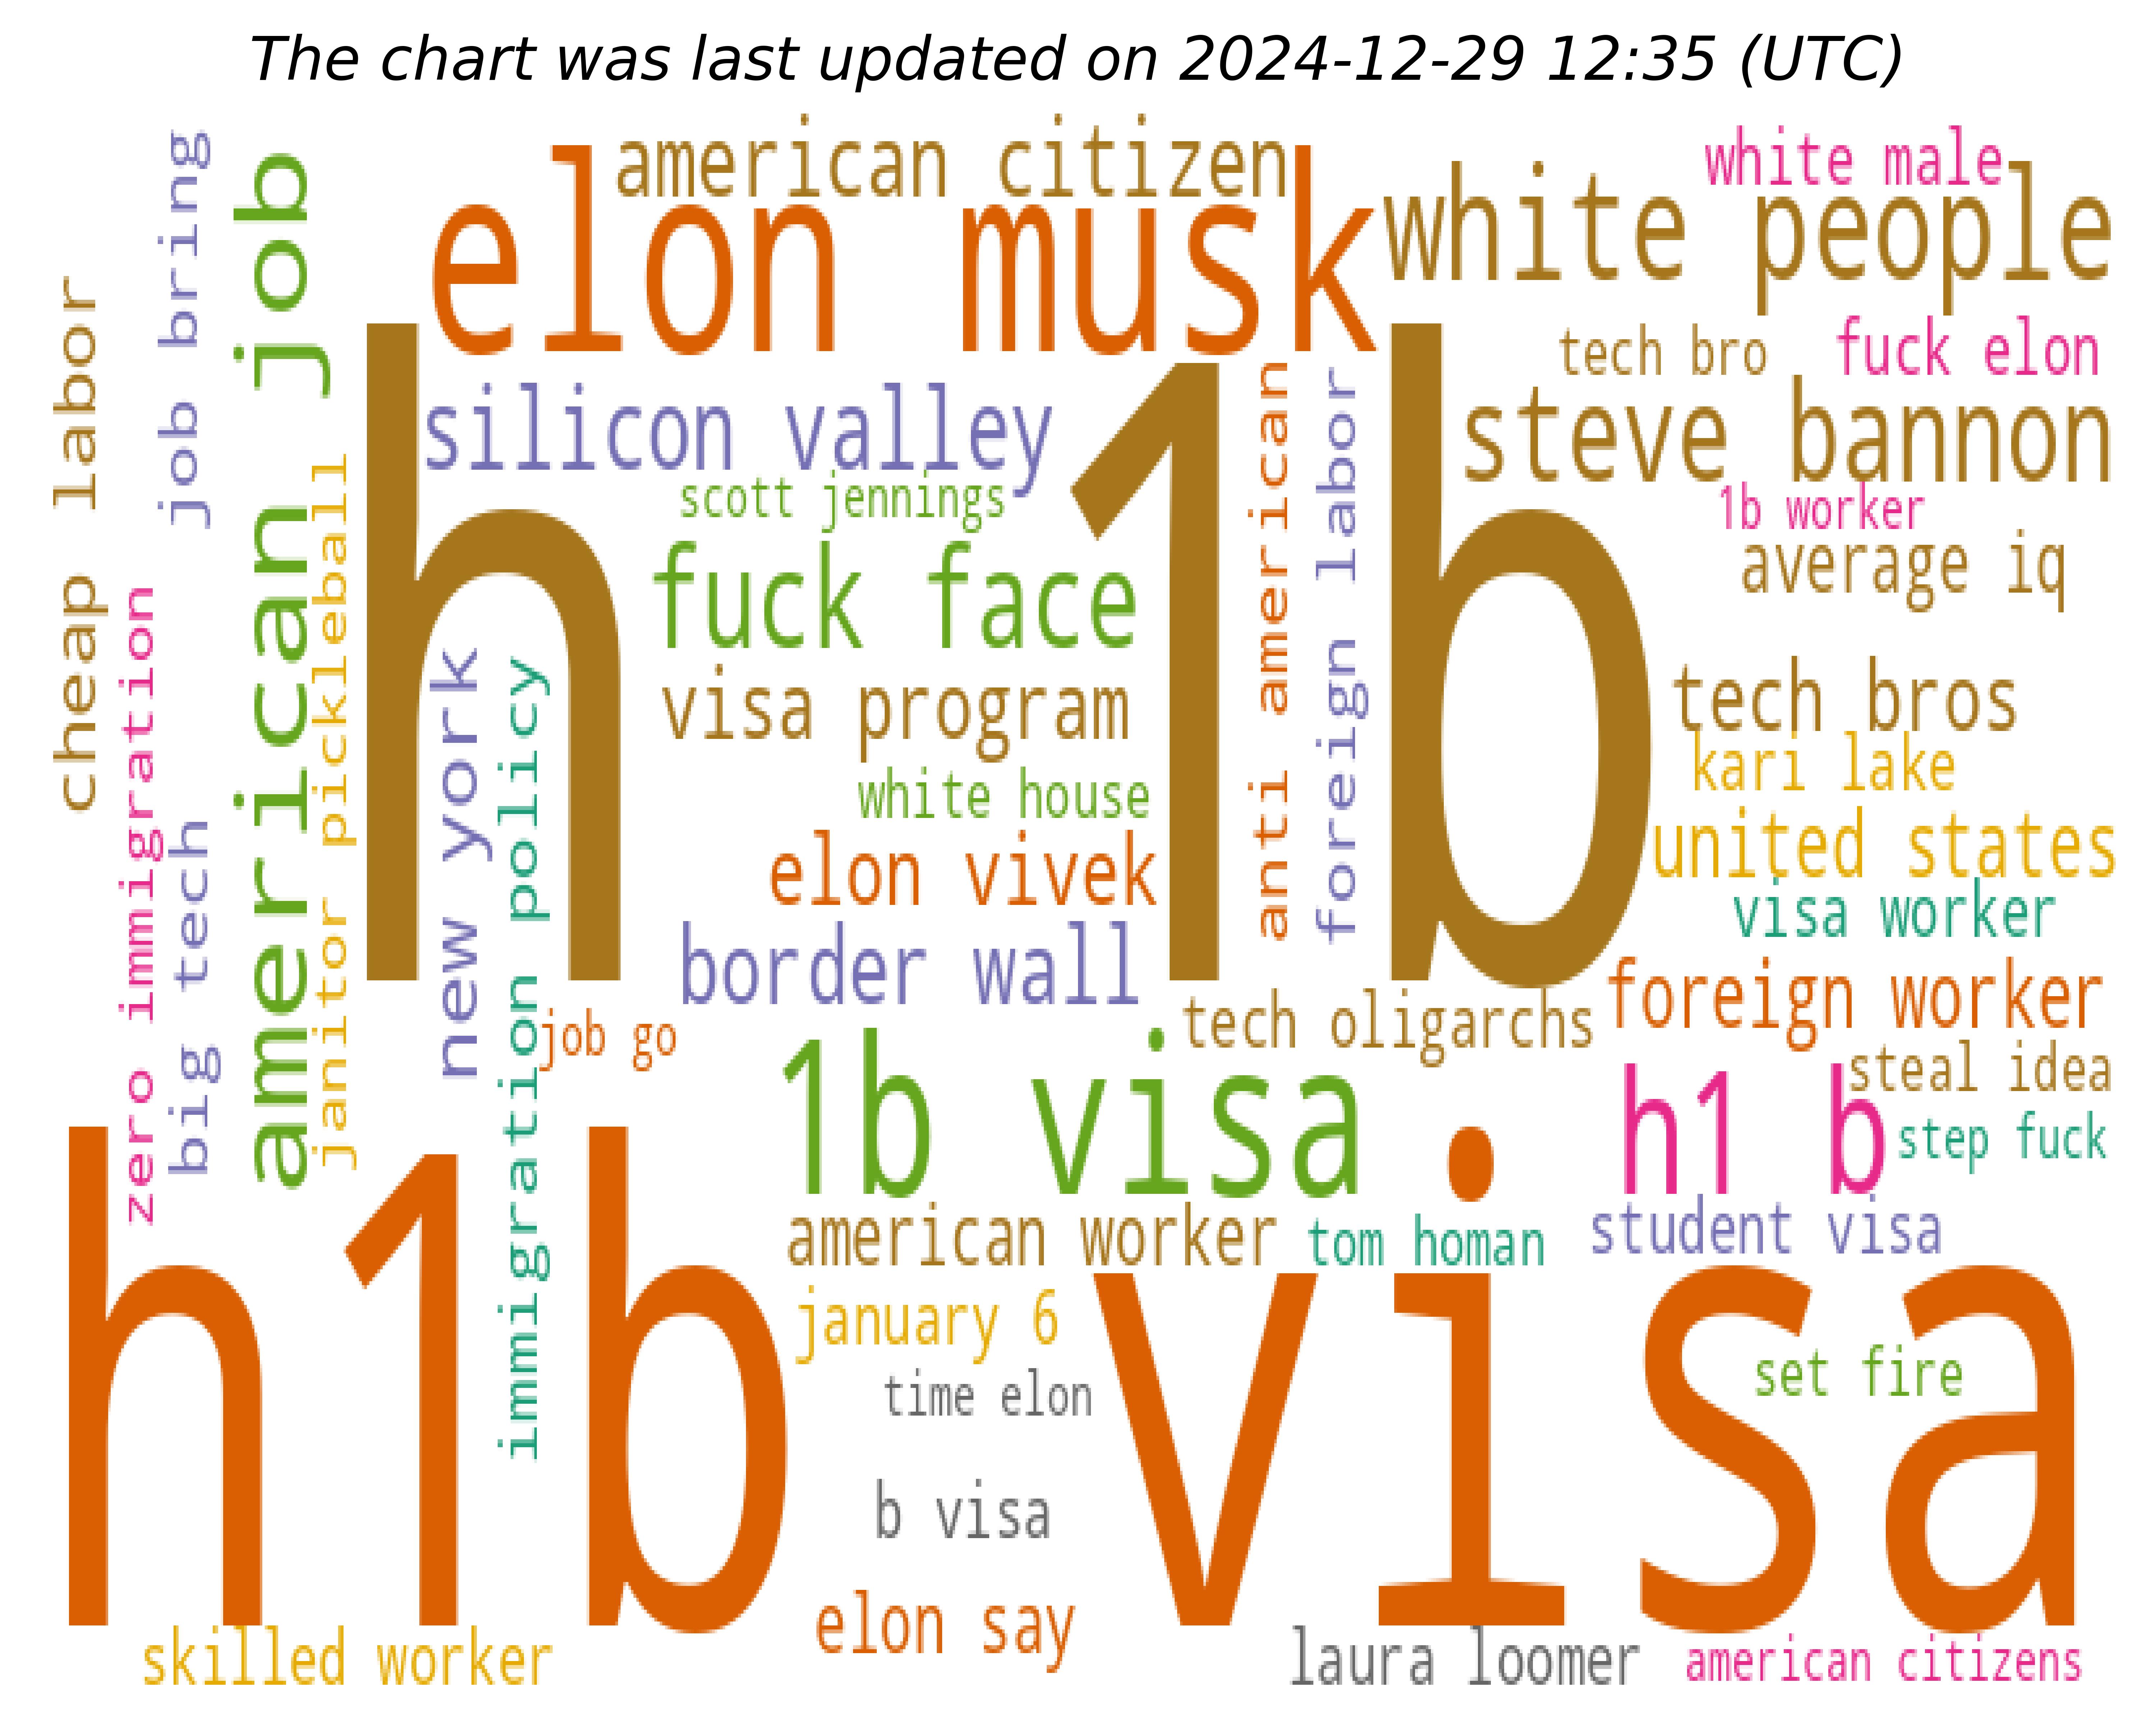 The chart was last updated on 2024-12-29 12:35 (UTC)
american citizen
white male
elon musk
white people
job bring
american job
cheap labor
tech bro
fuck elon
silicon valley
steve bannon
scott jennings
1b worker
h 1b
fuck face
average iq
anti american
foreign labor
janitor pickleball
zero immigration
new york
immigration policy
visa program
tech bros
kari lake
white house
united states
big tech
elon vivek
visa worker
border wall
foreign worker
tech oligarchs
job go
steal idea
1b visa
h1 b
step fuck
american worker
tom homan
student visa
h1b visa
january 6
set fire
time elon
b visa
elon say
skilled worker
laura loomer
american citizens